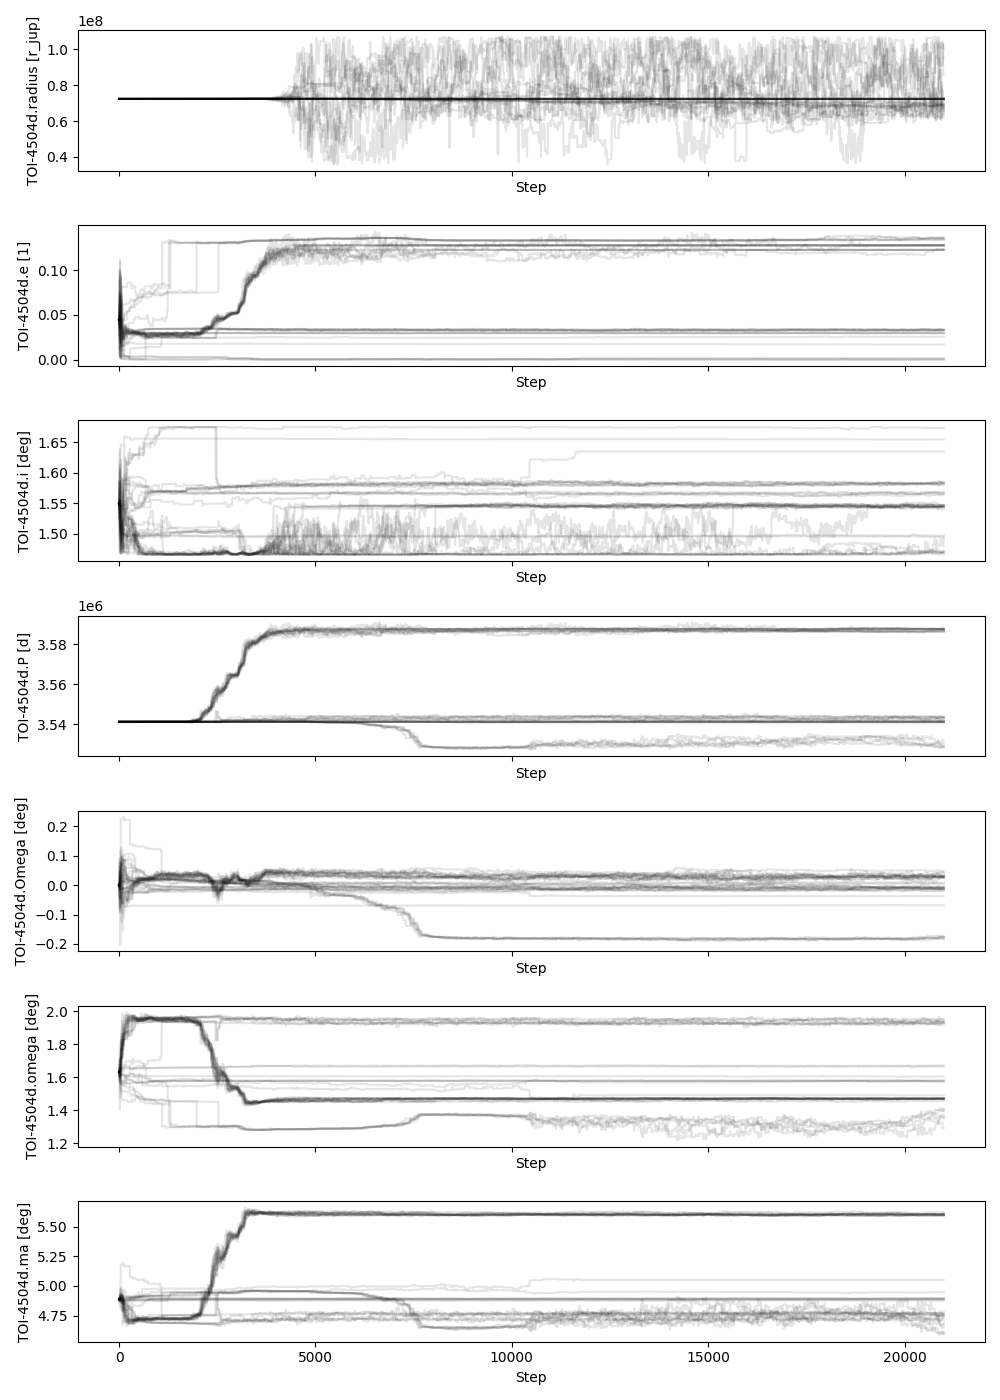 1e8
TOI-4504d.radius [r_jup]
1.0
0.8
0.6
0.4
Step
TOI-4504d.e [1]
0.10
0.05
0.00
Step
TOI-4504d.i [deg]
1.65
1.60
1.55
1.50
Step
1e6
TOI-4504d.P [d]
3.58
3.56
3.54
Step
TOI-4504d.Omega [deg]
0.2
0.1
0.0
−0.1
−0.2
Step
TOI-4504d.omega [deg]
2.0
1.8
1.6
1.4
1.2
Step
TOI-4504d.ma [deg]
5.50
5.25
5.00
4.75
0 5000 10000 15000 20000
Step